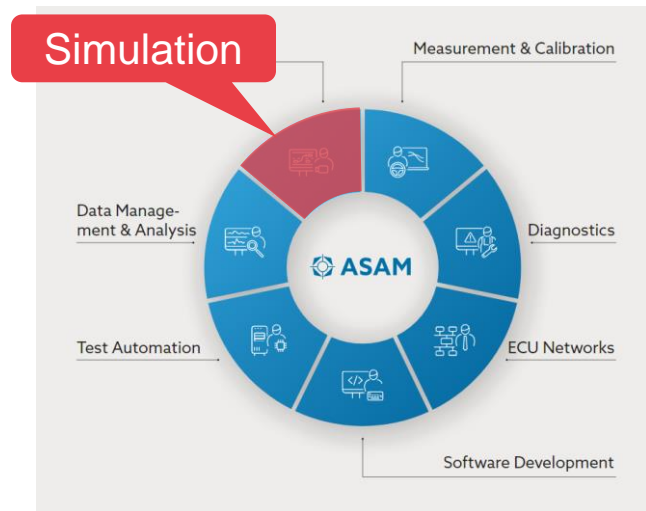 Simulation
Measurement & Calibration
Data Manage-
ment & Analysis
Diagnostics
ASAM
Test Automation
ECU Networks
</>
Software Development